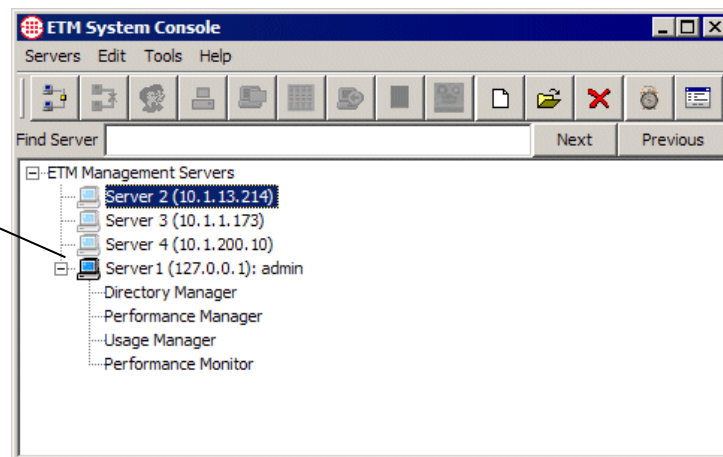 ETM System Console
Servers Edit Tools Help
Find Server Next Previous
ETM Management Servers
Server 2 (10.1.13.214)
Server 3 (10.1.1.173)
Server 4 (10.1.200.10)
Server1 (127.0.0.1): admin
Directory Manager
Performance Manager
Usage Manager
Performance Monitor